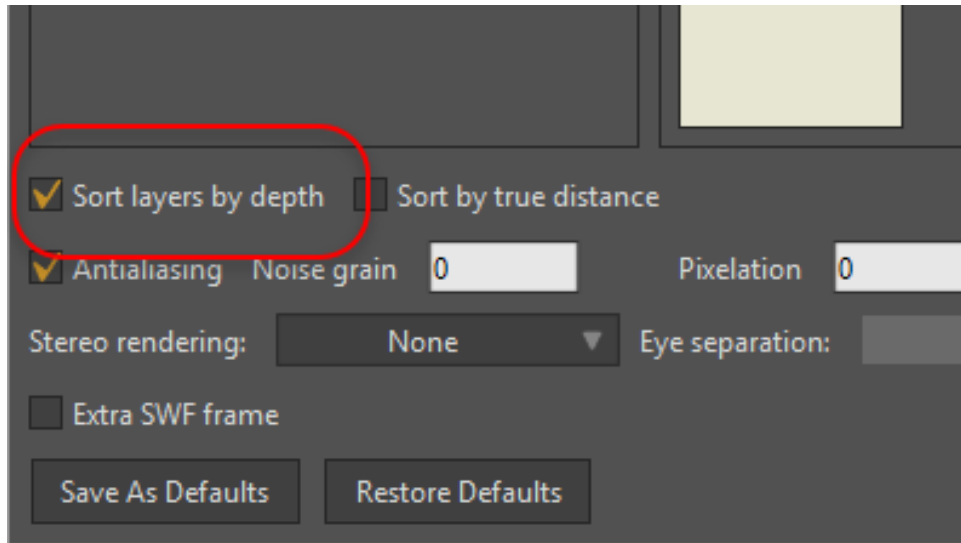 Sort layers by depth Sort by true distance
Antialiasing Noise grain 0 Pixelation 0
Stereo rendering: None Eye separation:
Extra SWF frame
Save As Defaults Restore Defaults